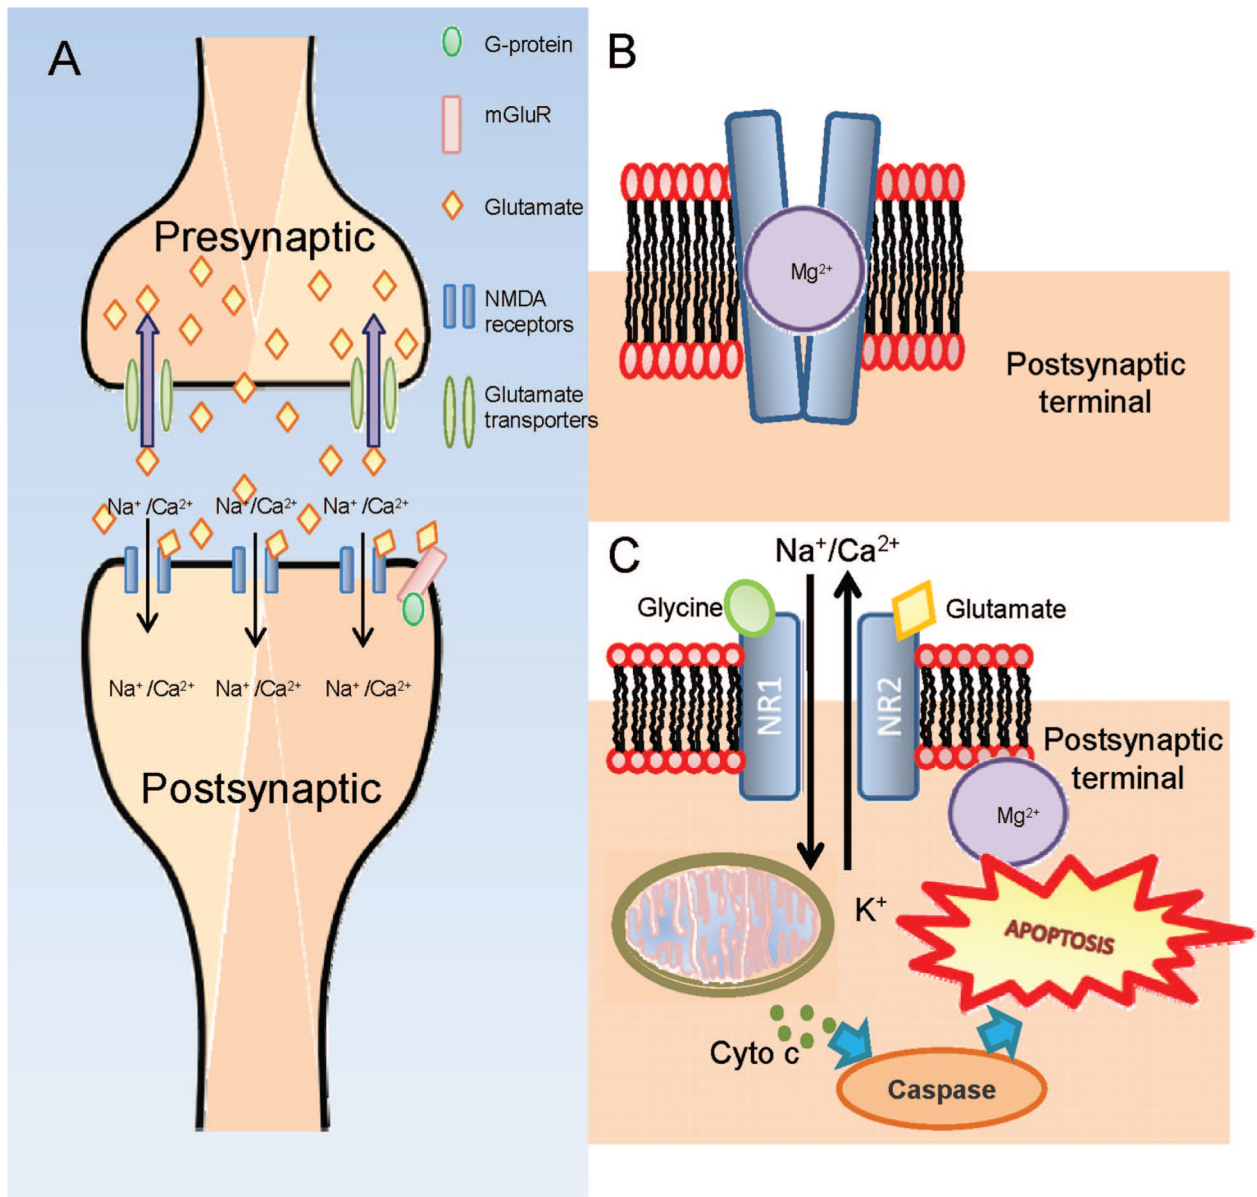 A
G-protein
mGluR
Glutamate
NMDA
receptors
Glutamate
transporters
Presynaptic
Na⁺/Ca²⁺ Na⁺/Ca²⁺ Na⁺/Ca²⁺
Na⁺/Ca²⁺ Na⁺/Ca²⁺ Na⁺/Ca²⁺
Postsynaptic
B
Mg²⁺
Postsynaptic
terminal
C
Na⁺/Ca²⁺
Glycine
Glutamate
NR1
NR2
Postsynaptic
terminal
Mg²⁺
K⁺
APOPTOSIS
Cyto c
Caspase